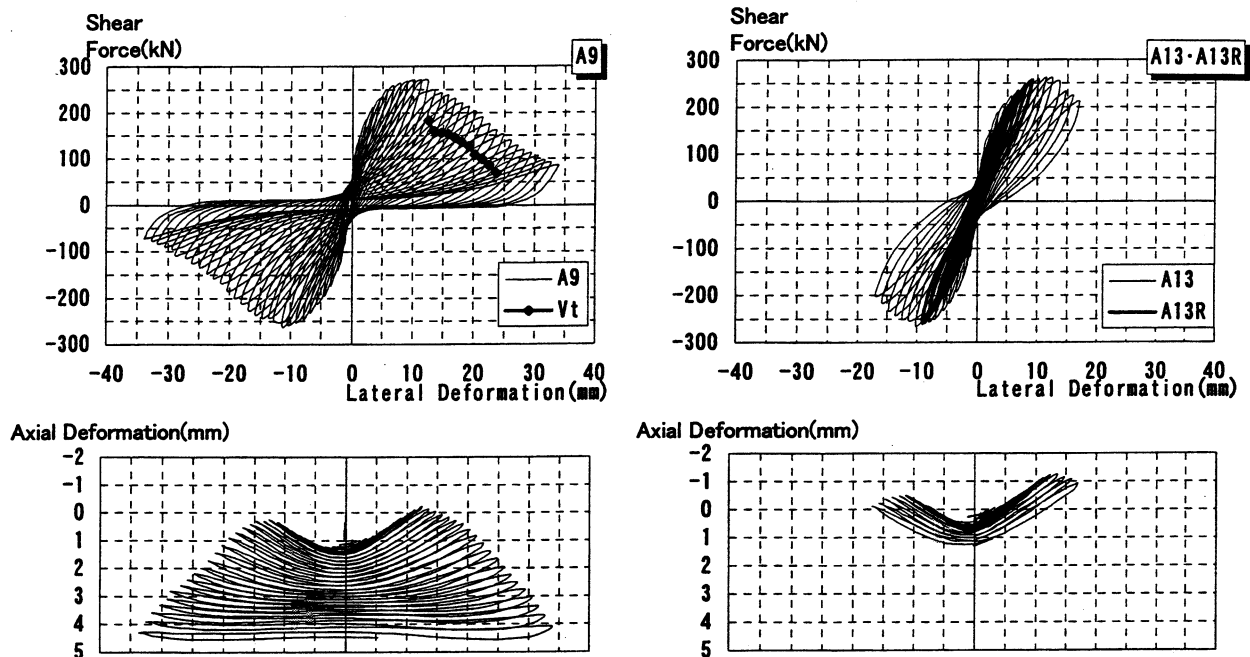 Shear
Force(kN)
A9
300
200
100
0
-100
-200
-300
A9
Vt
-40 -30 -20 -10 0 10 20 30 40
Lateral Deformation(mm)
Shear
Force(kN)
A13・A13R
300
200
100
0
-100
-200
-300
A13
A13R
-40 -30 -20 -10 0 10 20 30 40
Lateral Deformation(mm)
Axial Deformation(mm)
-2
-1
0
1
2
3
4
5
Axial Deformation(mm)
-2
-1
0
1
2
3
4
5